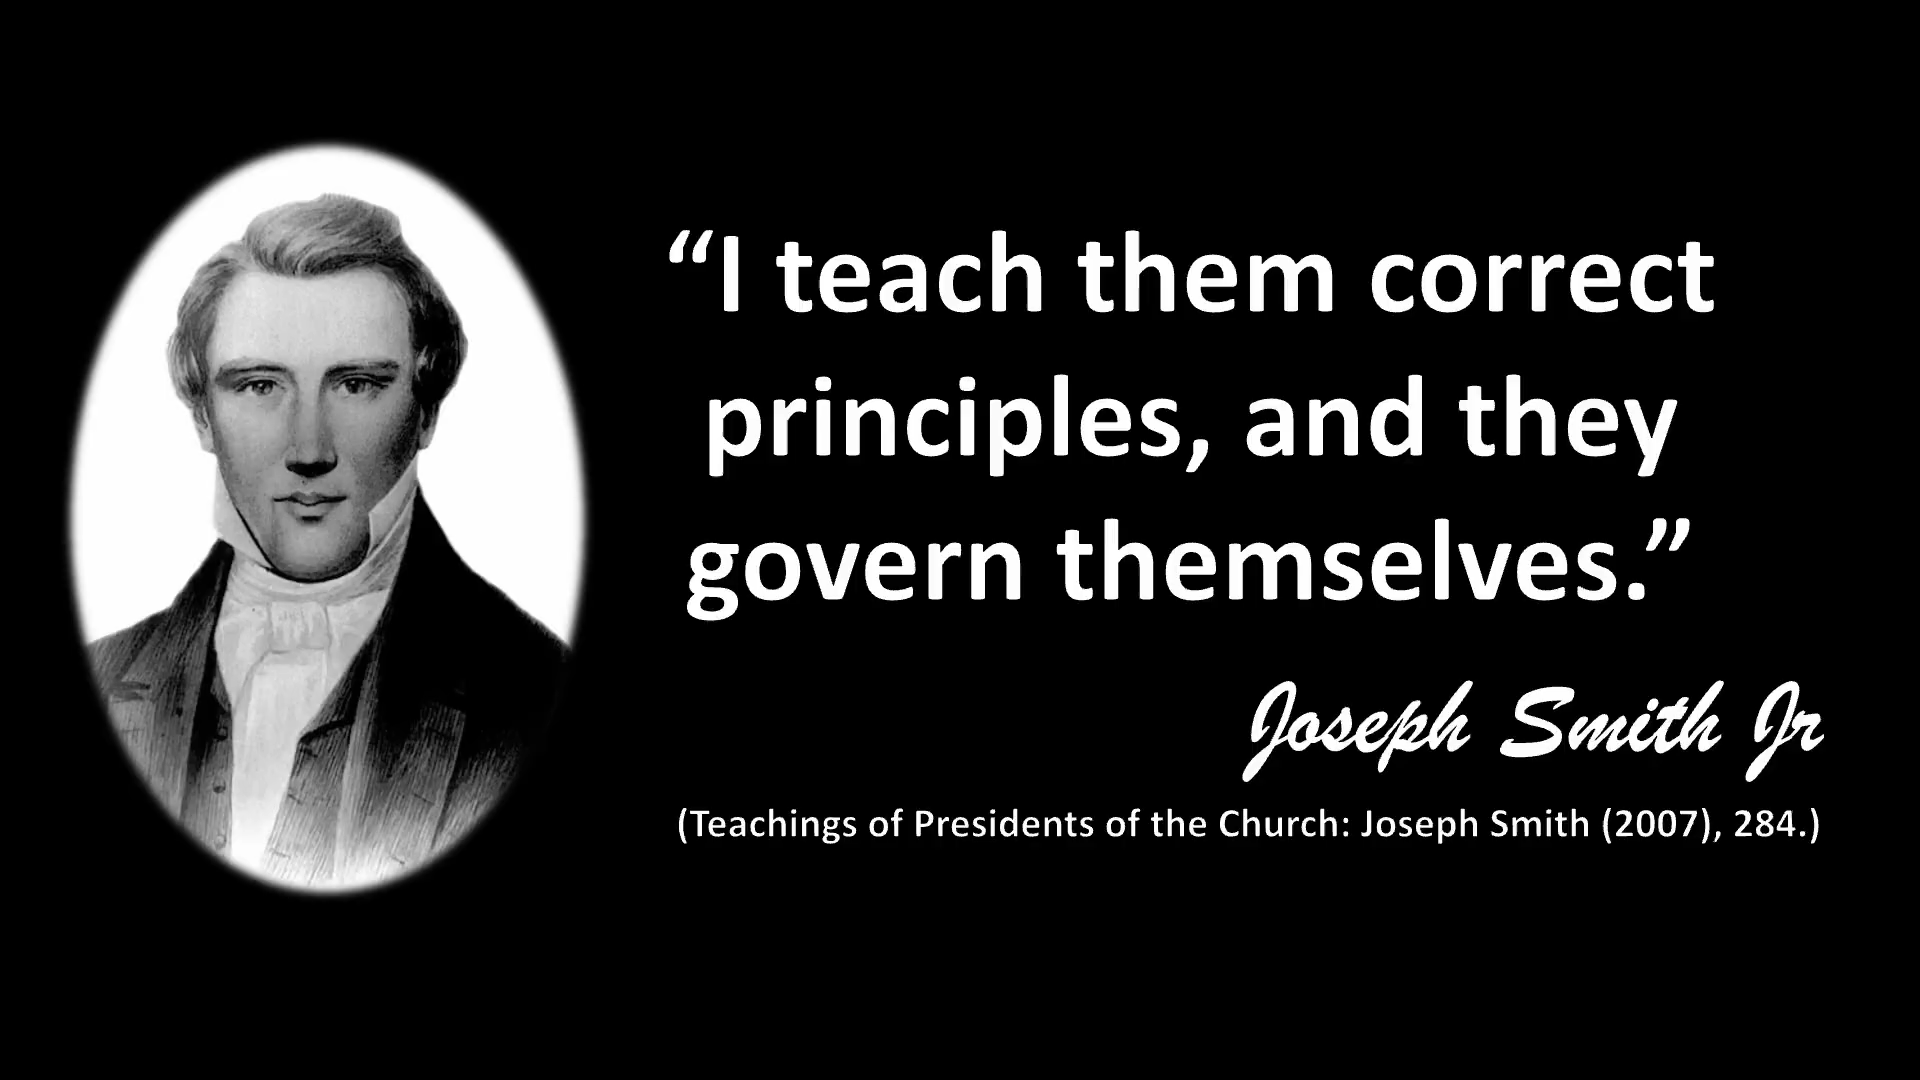 “I teach them correct
principles, and they
govern themselves.”
Joseph Smith Jr
(Teachings of Presidents of the Church: Joseph Smith (2007), 284.)